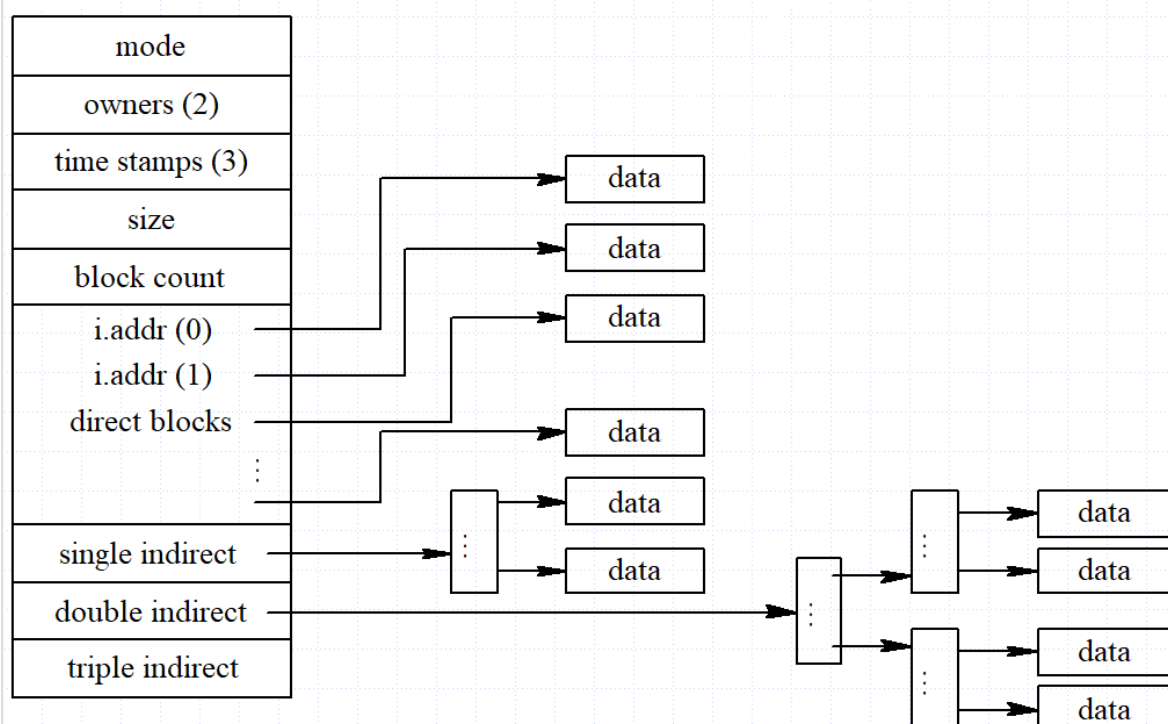 mode
owners (2)
time stamps (3)
size
block count
i.addr (0)
i.addr (1)
direct blocks
⋮
single indirect
double indirect
triple indirect
data
data
data
data
data
data
data
data
data
data